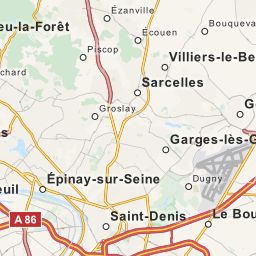 Ézanville
Bouqueva
eu-la-Forêt
Écouen
Piscop
Villiers-le-Be
chard
Sarcelles
Groslay
G
es
Garges-lès-G
Dugny
euil
Épinay-sur-Seine
A 86
Saint-Denis
Le Bou